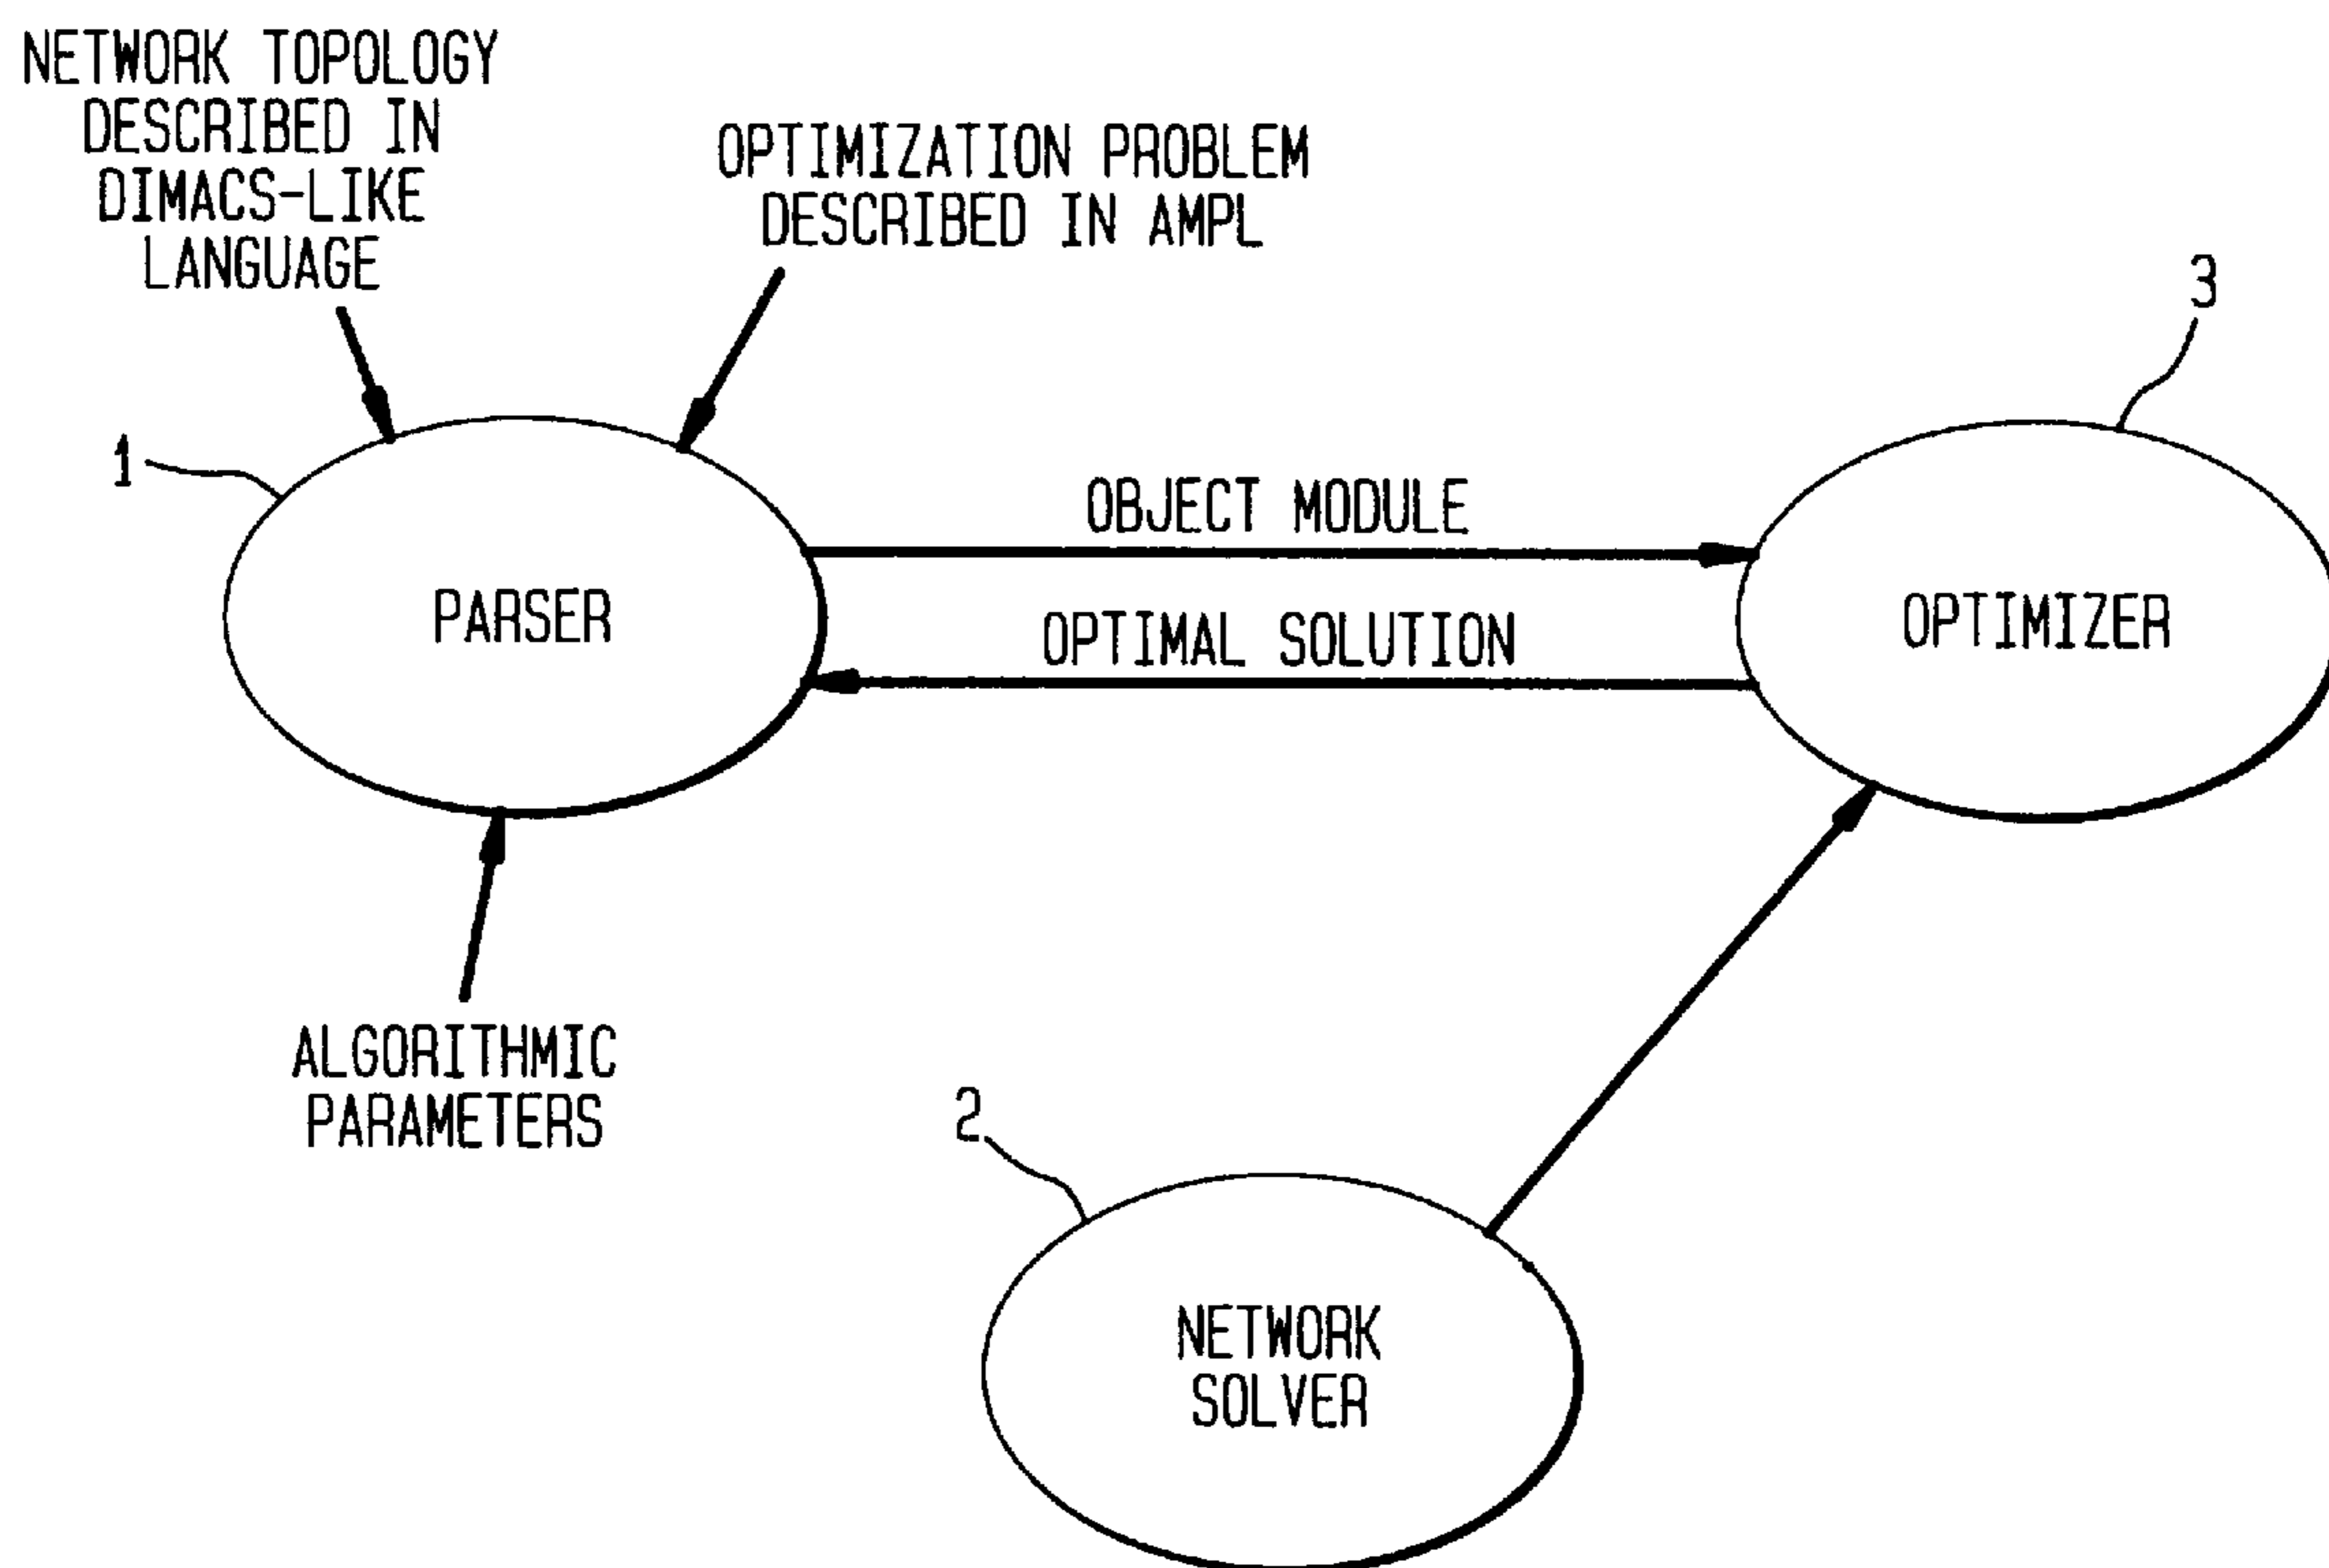 NETWORK TOPOLOGY
DESCRIBED IN
DIMACS-LIKE
LANGUAGE
OPTIMIZATION PROBLEM
DESCRIBED IN AMPL
3
1
OBJECT MODULE
PARSER
OPTIMAL SOLUTION
OPTIMIZER
ALGORITHMIC
PARAMETERS
2
NETWORK
SOLVER